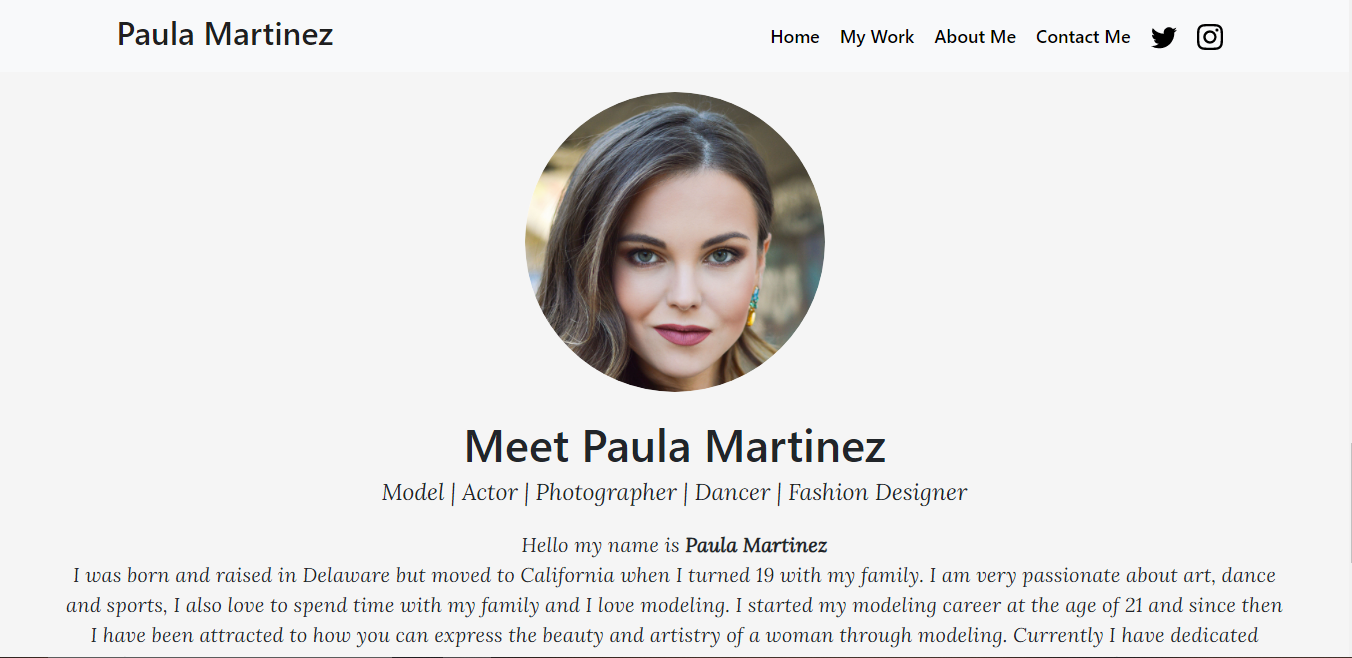 Paula Martinez
Home My Work About Me Contact Me
Meet Paula Martinez
Model | Actor | Photographer | Dancer | Fashion Designer
Hello my name is Paula Martinez
I was born and raised in Delaware but moved to California when I turned 19 with my family. I am very passionate about art, dance
and sports, I also love to spend time with my family and I love modeling. I started my modeling career at the age of 21 and since then
I have been attracted to how you can express the beauty and artistry of a woman through modeling. Currently I have dedicated